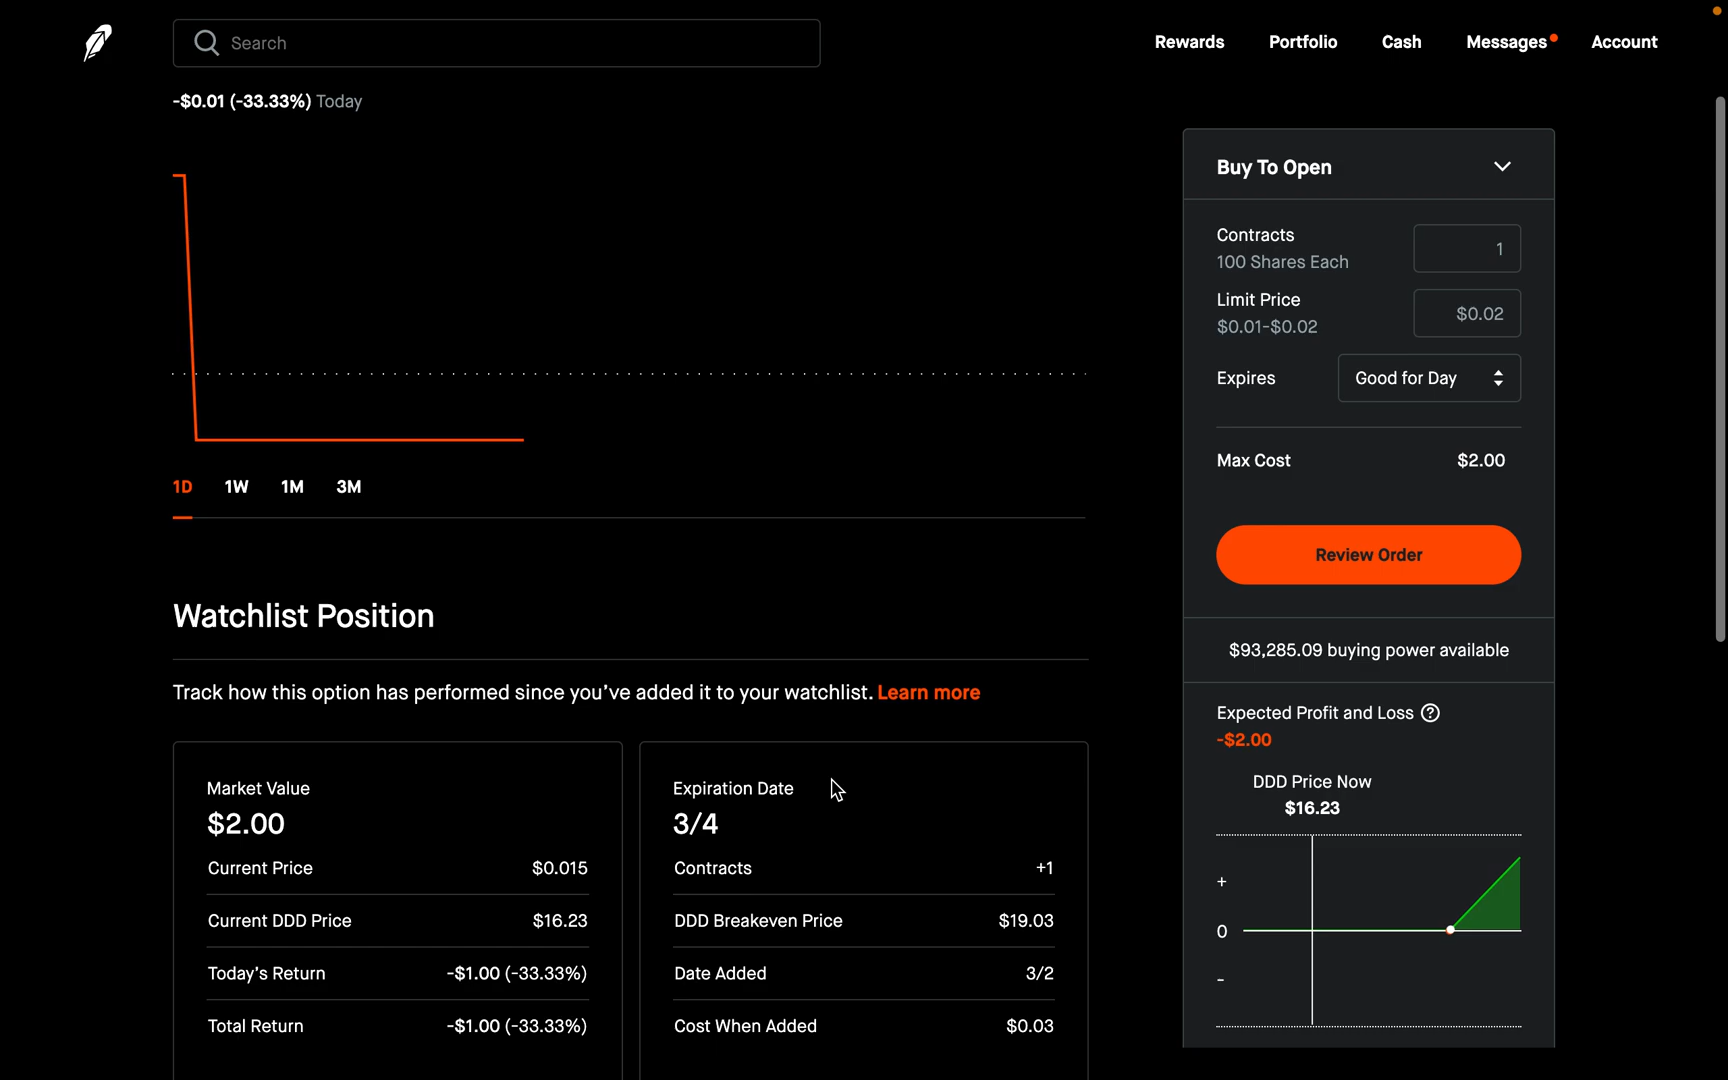 Search
Rewards
Portfolio
Cash
Messages
Account
-$0.01 (-33.33%) Today
1D 1W 1M 3M
Watchlist Position
Track how this option has performed since you've added it to your watchlist. Learn more
Market Value
$2.00
Current Price $0.015
Current DDD Price $16.23
Today's Return -$1.00 (-33.33%)
Total Return -$1.00 (-33.33%)
Expiration Date
3/4
Contracts +1
DDD Breakeven Price $19.03
Date Added 3/2
Cost When Added $0.03
Buy To Open
Contracts 1
100 Shares Each
Limit Price $0.02
$0.01-$0.02
Expires Good for Day
Max Cost $2.00
Review Order
$93,285.09 buying power available
Expected Profit and Loss ?
-$2.00
DDD Price Now
$16.23
+
0
-